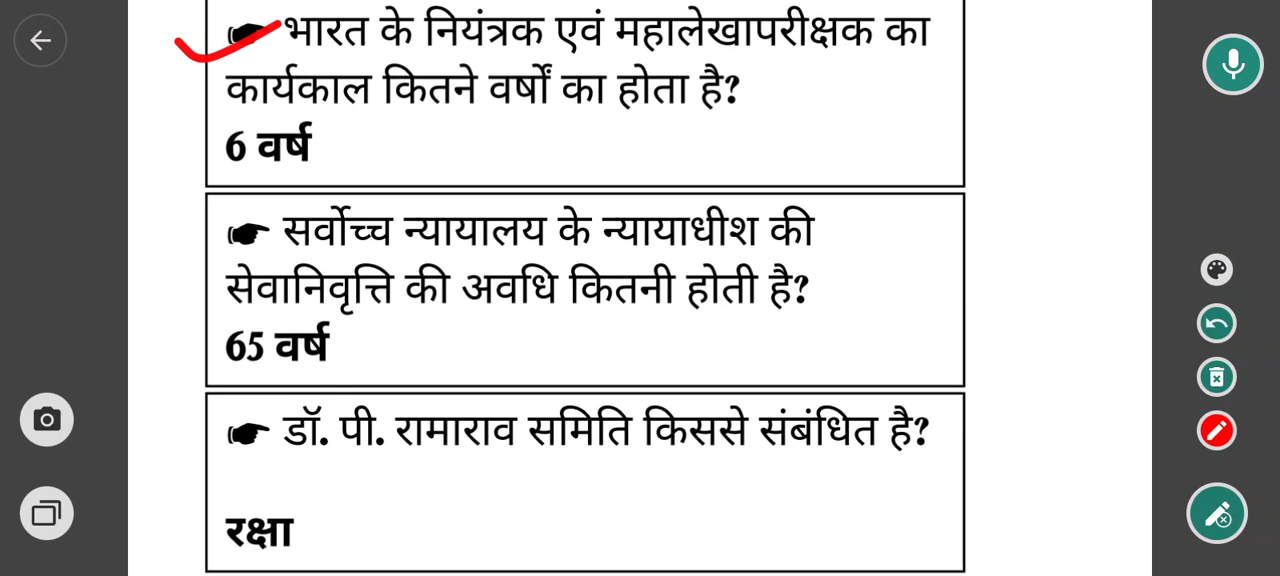 ☛ भारत के नियंत्रक एवं महालेखापरीक्षक का
कार्यकाल कितने वर्षों का होता है?
6 वर्ष
☛ सर्वोच्च न्यायालय के न्यायाधीश की
सेवानिवृत्ति की अवधि कितनी होती है?
65 वर्ष
☛ डॉ. पी. रामाराव समिति किससे संबंधित है?
रक्षा